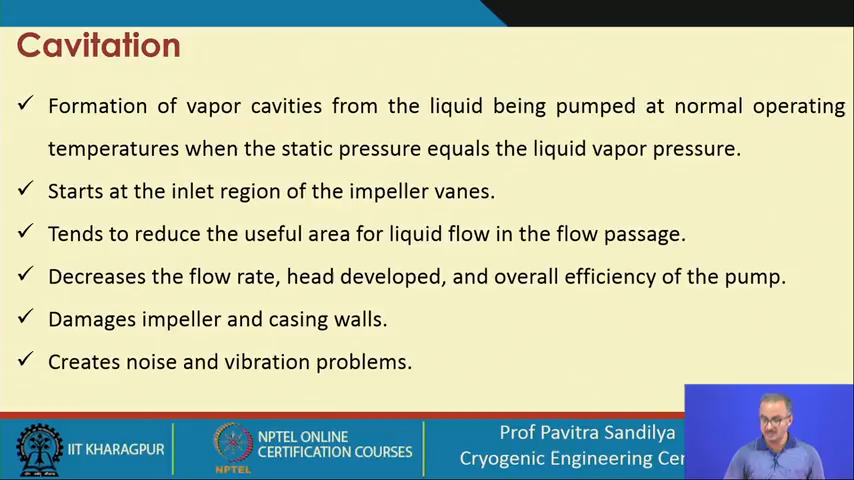 Cavitation
✓ Formation of vapor cavities from the liquid being pumped at normal operating
temperatures when the static pressure equals the liquid vapor pressure.
✓ Starts at the inlet region of the impeller vanes.
✓ Tends to reduce the useful area for liquid flow in the flow passage.
✓ Decreases the flow rate, head developed, and overall efficiency of the pump.
✓ Damages impeller and casing walls.
✓ Creates noise and vibration problems.
IIT KHARAGPUR
NPTEL
NPTEL ONLINE
CERTIFICATION COURSES
Prof Pavitra Sandilya
Cryogenic Engineering Cen